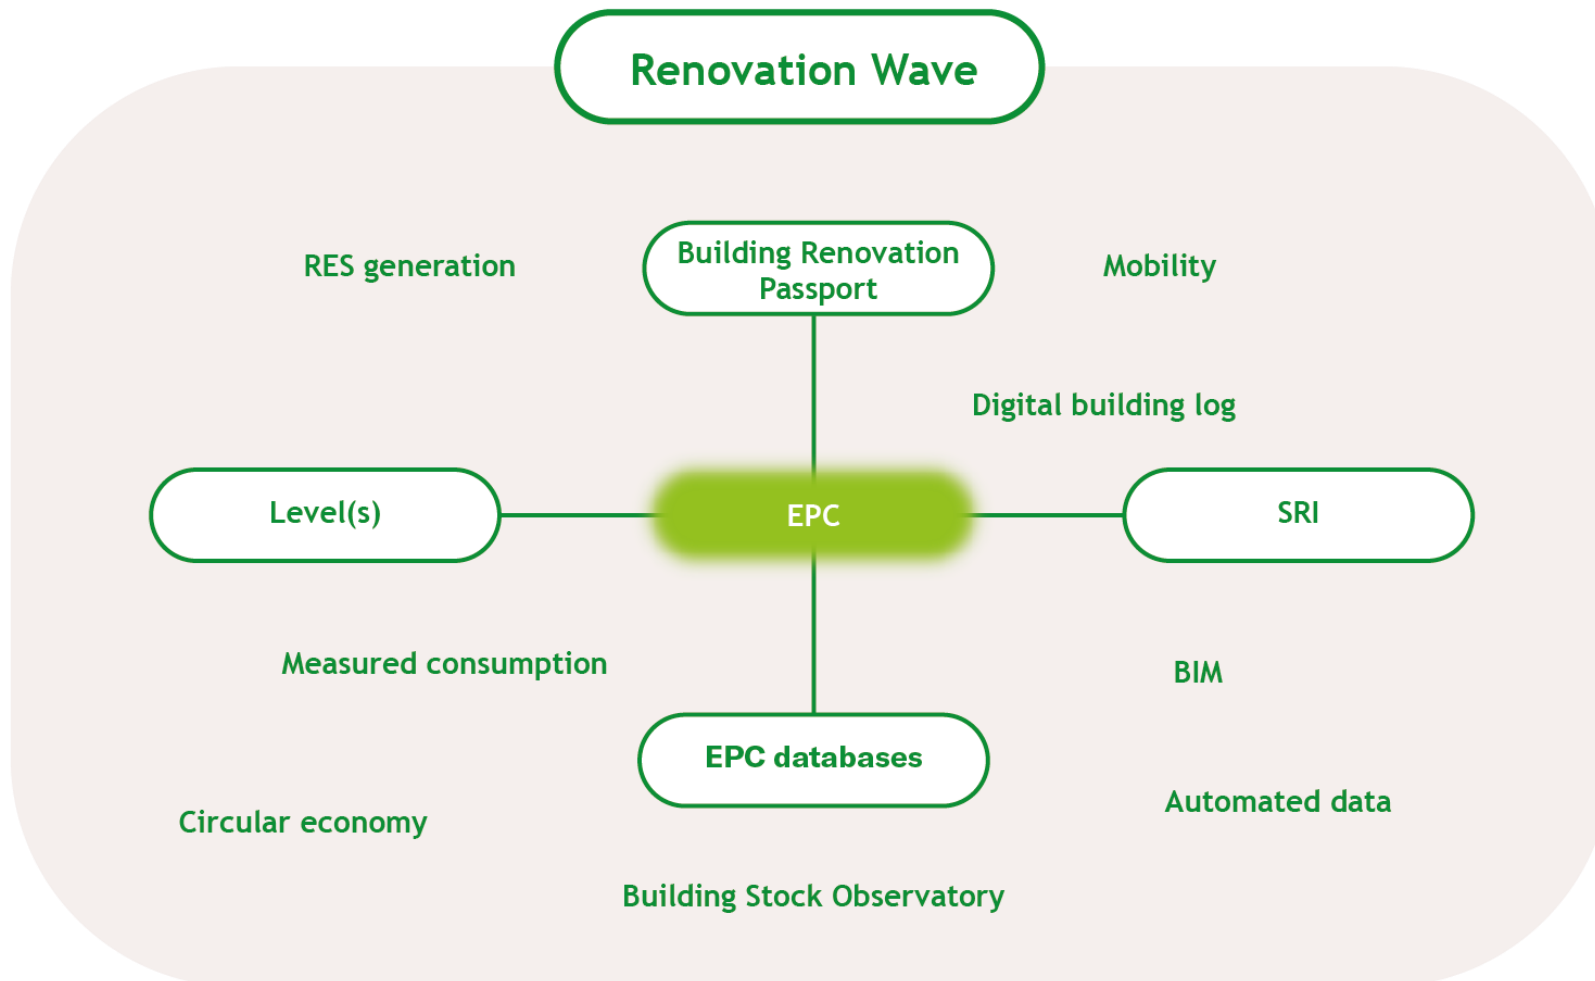 Renovation Wave
RES generation
Building Renovation
Passport
Mobility
Digital building log
Level(s)
EPC
SRI
Measured consumption
BIM
EPC databases
Automated data
Circular economy
Building Stock Observatory